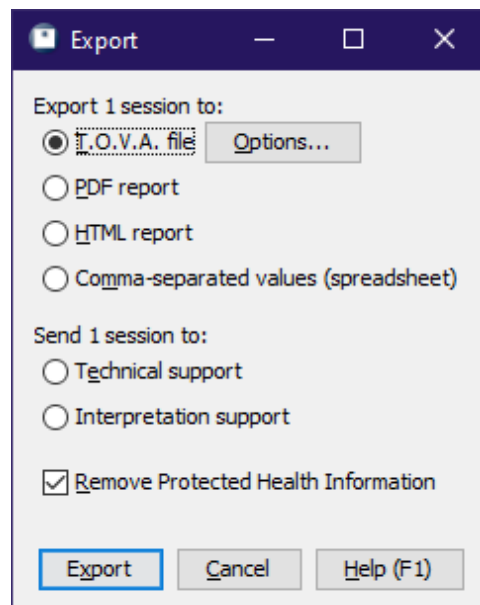 Export
Export 1 session to:
T.O.V.A. file Options...
PDF report
HTML report
Comma-separated values (spreadsheet)
Send 1 session to:
Technical support
Interpretation support
Remove Protected Health Information
Export Cancel Help (F1)